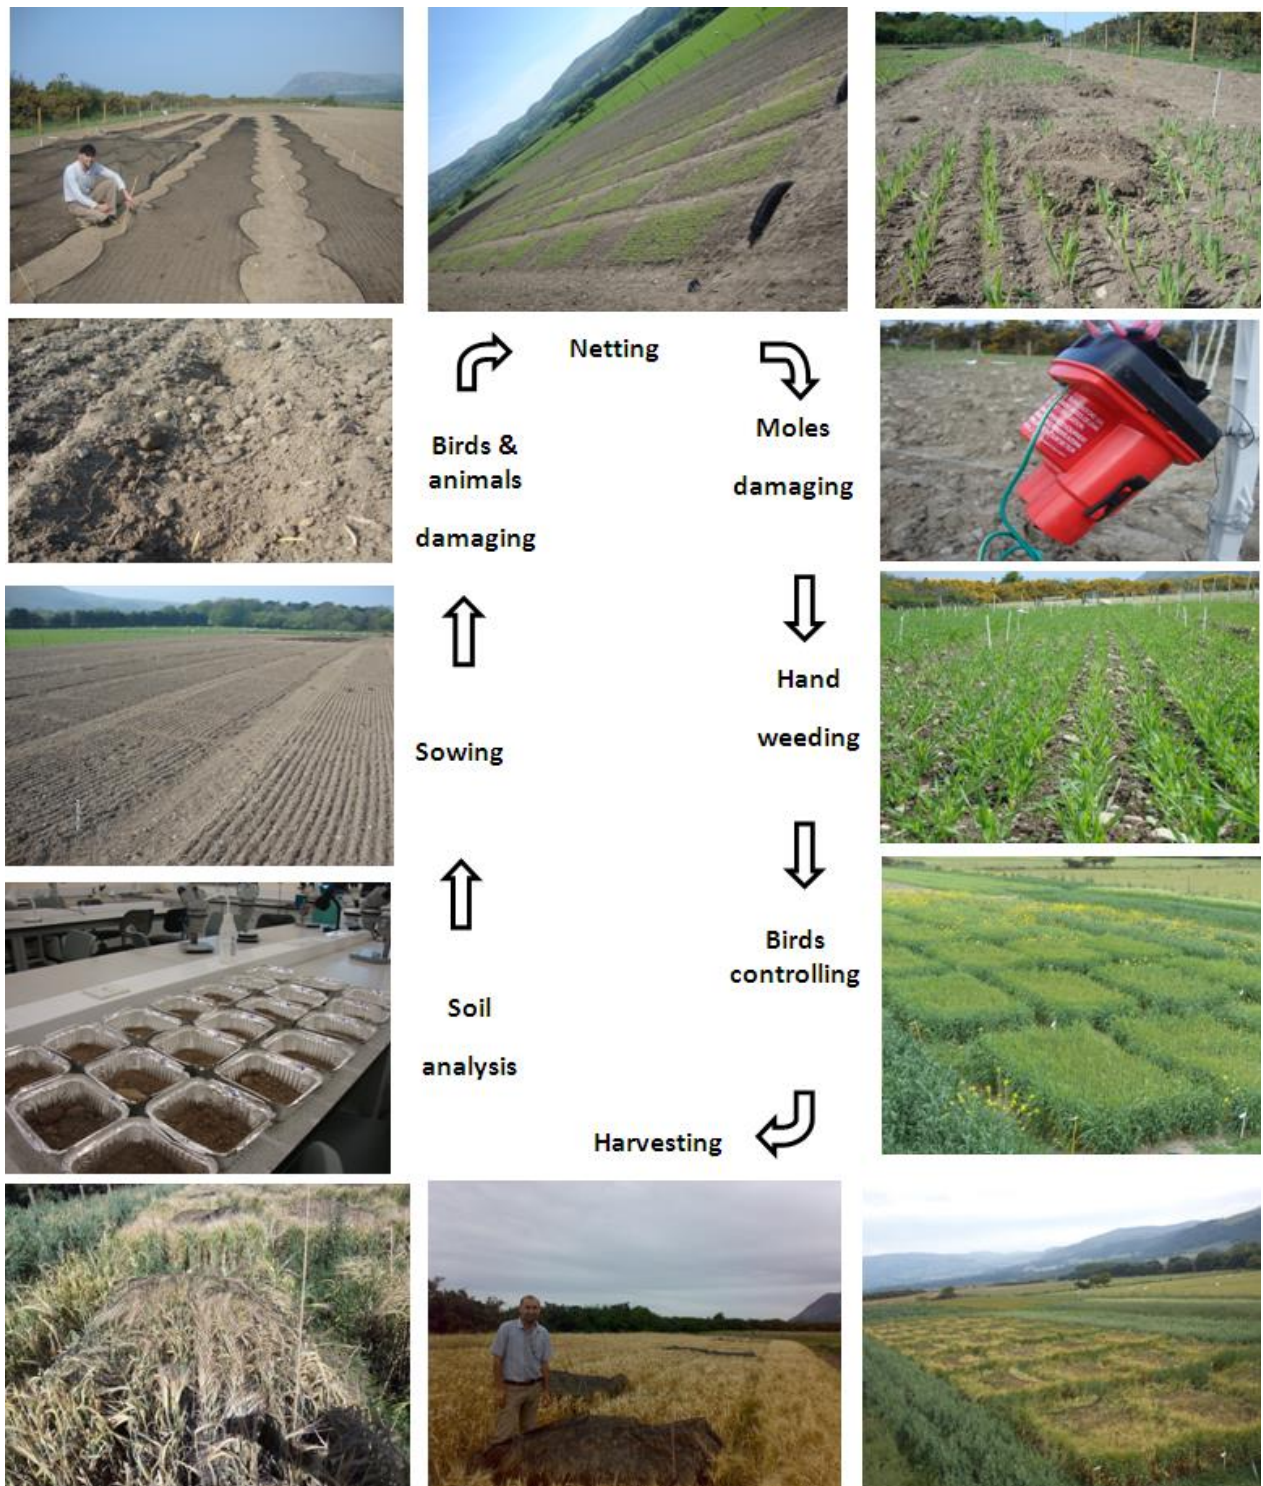 Netting
Birds &
animals
damaging
Moles
damaging
Sowing
Hand
weeding
Soil
analysis
Birds
controlling
Harvesting